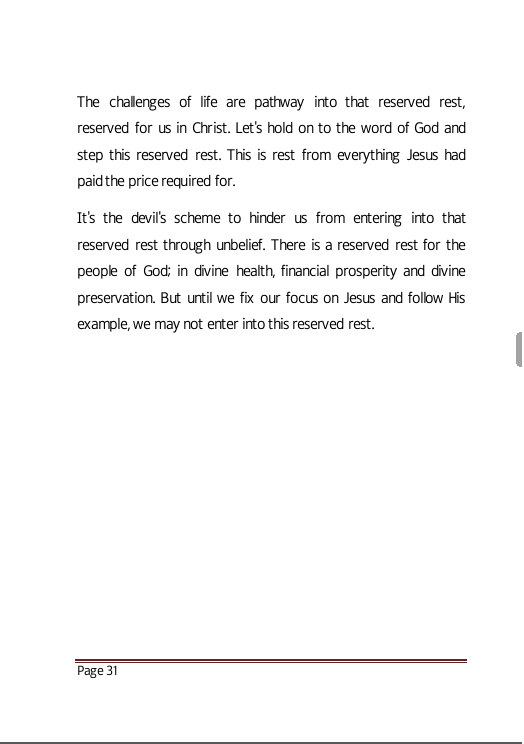 The challenges of life are pathway into that reserved rest,
reserved for us in Christ. Let's hold on to the word of God and
step this reserved rest. This is rest from everything Jesus had
paid the price required for.
It's the devil's scheme to hinder us from entering into that
reserved rest through unbelief. There is a reserved rest for the
people of God; in divine health, financial prosperity and divine
preservation. But until we fix our focus on Jesus and follow His
example, we may not enter into this reserved rest.
Page 31